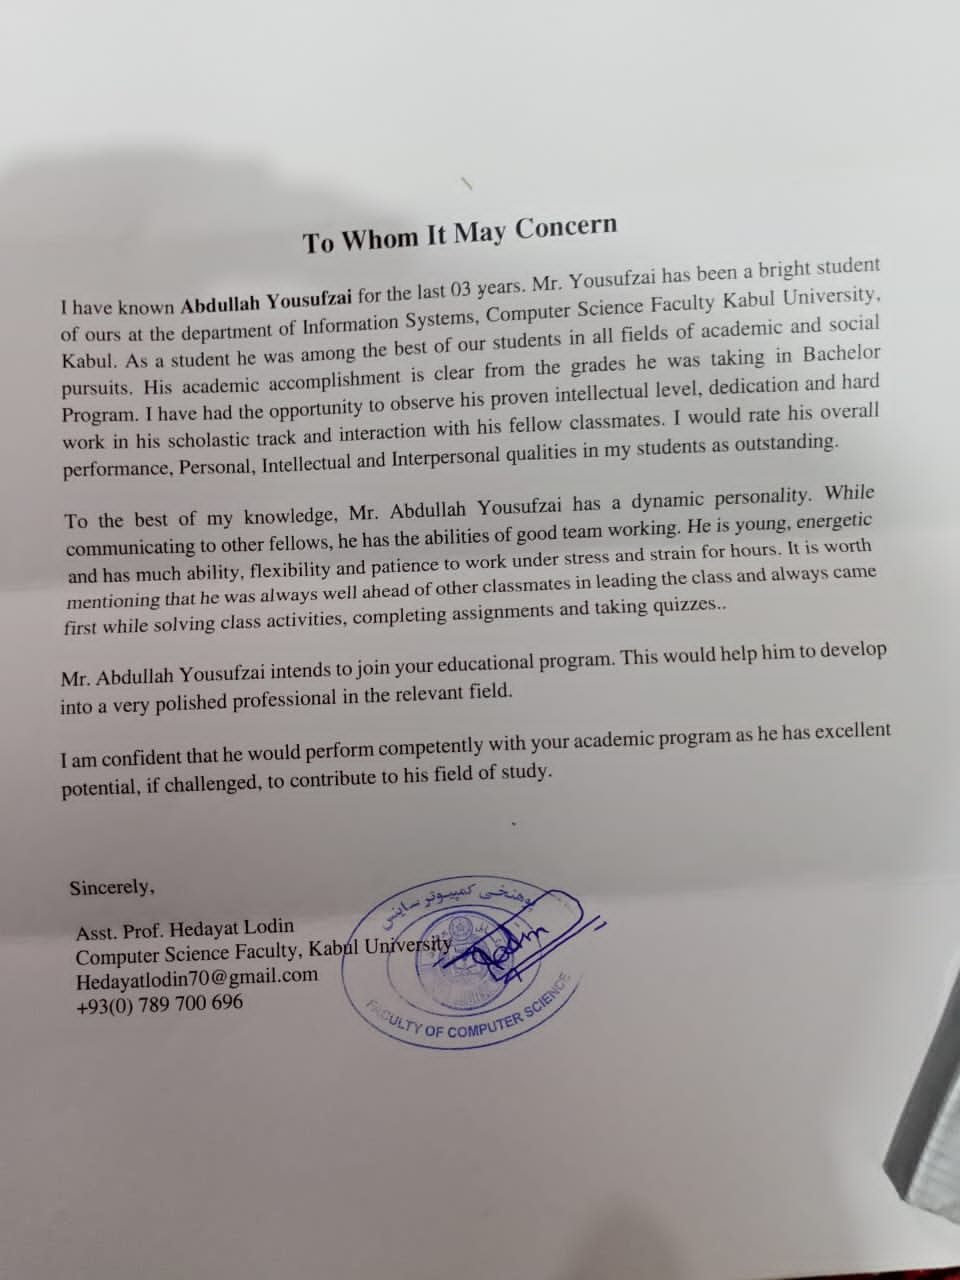 To Whom It May Concern
I have known Abdullah Yousufzai for the last 03 years. Mr. Yousufzai has been a bright student
of ours at the department of Information Systems, Computer Science Faculty Kabul University,
Kabul. As a student he was among the best of our students in all fields of academic and social
pursuits. His academic accomplishment is clear from the grades he was taking in Bachelor
Program. I have had the opportunity to observe his proven intellectual level, dedication and hard
work in his scholastic track and interaction with his fellow classmates. I would rate his overall
performance, Personal, Intellectual and Interpersonal qualities in my students as outstanding.
To the best of my knowledge, Mr. Abdullah Yousufzai has a dynamic personality. While
communicating to other fellows, he has the abilities of good team working. He is young, energetic
and has much ability, flexibility and patience to work under stress and strain for hours. It is worth
mentioning that he was always well ahead of other classmates in leading the class and always came
first while solving class activities, completing assignments and taking quizzes..
Mr. Abdullah Yousufzai intends to join your educational program. This would help him to develop
into a very polished professional in the relevant field.
I am confident that he would perform competently with your academic program as he has excellent
potential, if challenged, to contribute to his field of study.
Sincerely,
Asst. Prof. Hedayat Lodin
Computer Science Faculty, Kabul University
Hedayatlodin70@gmail.com
+93(0) 789 700 696
پوهنځی کمپیوتر ساینس
Lodin
FACULTY OF COMPUTER SCIENCE